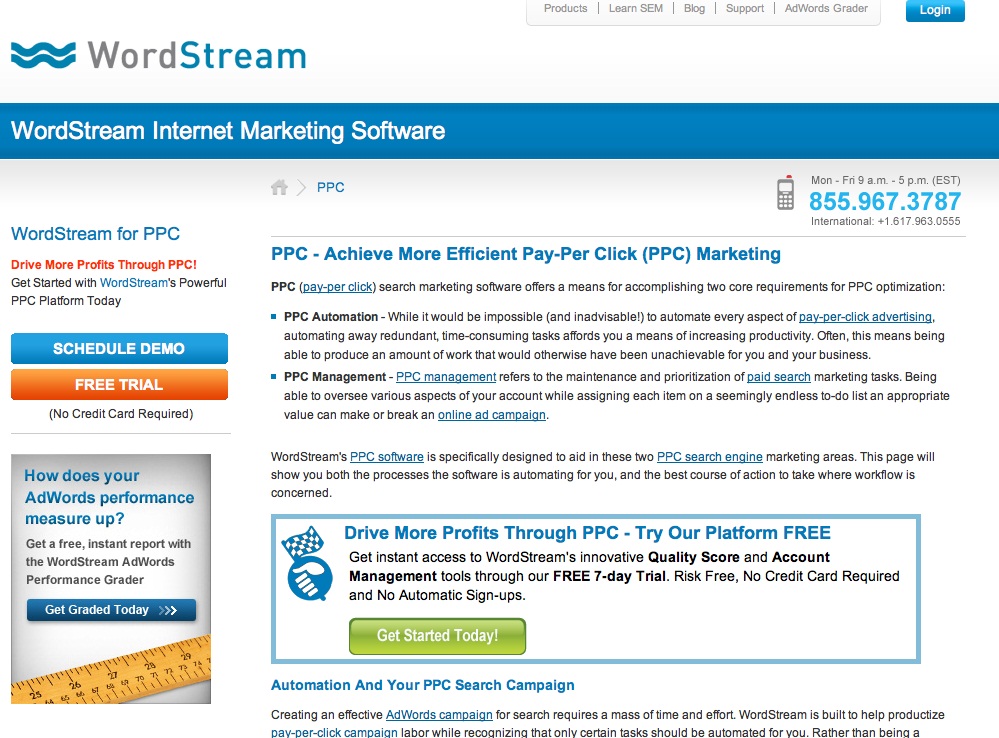 Products | Learn SEM | Blog | Support | AdWords Grader
Login
WordStream
WordStream Internet Marketing Software
PPC
Mon - Fri 9 a.m. - 5 p.m. (EST)
855.967.3787
International: +1.617.963.0555
WordStream for PPC
Drive More Profits Through PPC!
Get Started with WordStream's Powerful
PPC Platform Today
SCHEDULE DEMO
FREE TRIAL
(No Credit Card Required)
How does your
AdWords performance
measure up?
Get a free, instant report with
the WordStream AdWords
Performance Grader
Get Graded Today >>>
25 26 27 28 29
64 65 66 67 68 69 70 71 72 73 74
PPC - Achieve More Efficient Pay-Per Click (PPC) Marketing
PPC (pay-per click) search marketing software offers a means for accomplishing two core requirements for PPC optimization:
PPC Automation - While it would be impossible (and inadvisable!) to automate every aspect of pay-per-click advertising,
automating away redundant, time-consuming tasks affords you a means of increasing productivity. Often, this means being
able to produce an amount of work that would otherwise have been unachievable for you and your business.
PPC Management - PPC management refers to the maintenance and prioritization of paid search marketing tasks. Being
able to oversee various aspects of your account while assigning each item on a seemingly endless to-do list an appropriate
value can make or break an online ad campaign.
WordStream's PPC software is specifically designed to aid in these two PPC search engine marketing areas. This page will
show you both the processes the software is automating for you, and the best course of action to take where workflow is
concerned.
Drive More Profits Through PPC - Try Our Platform FREE
Get instant access to WordStream's innovative Quality Score and Account
Management tools through our FREE 7-day Trial. Risk Free, No Credit Card Required
and No Automatic Sign-ups.
Get Started Today!
Automation And Your PPC Search Campaign
Creating an effective AdWords campaign for search requires a mass of time and effort. WordStream is built to help productize
pay-per-click campaign labor while recognizing that only certain tasks should be automated for you. Rather than being a